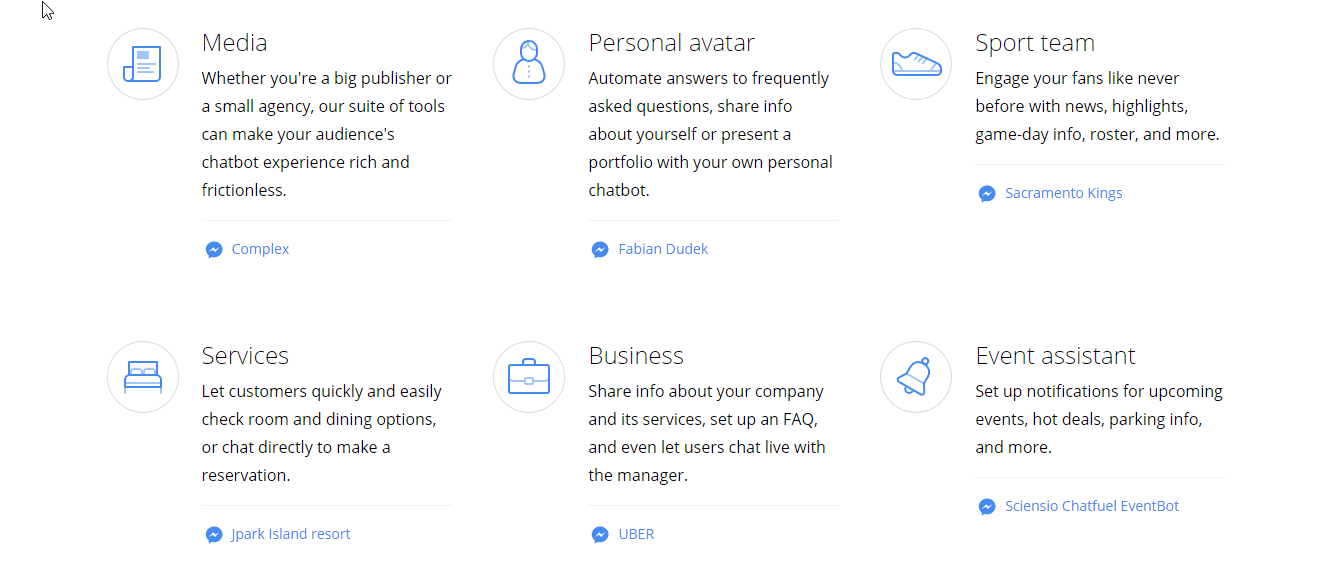 Media
Whether you're a big publisher or
a small agency, our suite of tools
can make your audience's
chatbot experience rich and
frictionless.
Complex
Personal avatar
Automate answers to frequently
asked questions, share info
about yourself or present a
portfolio with your own personal
chatbot.
Fabian Dudek
Sport team
Engage your fans like never
before with news, highlights,
game-day info, roster, and more.
Sacramento Kings
Services
Let customers quickly and easily
check room and dining options,
or chat directly to make a
reservation.
Jpark Island resort
Business
Share info about your company
and its services, set up an FAQ,
and even let users chat live with
the manager.
UBER
Event assistant
Set up notifications for upcoming
events, hot deals, parking info,
and more.
Sciensio Chatfuel EventBot